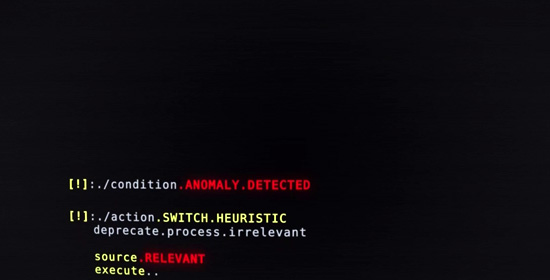 [!]:./condition.ANOMALY.DETECTED
[!]:./action.SWITCH.HEURISTIC
deprecate.process.irrelevant
source.RELEVANT
execute..